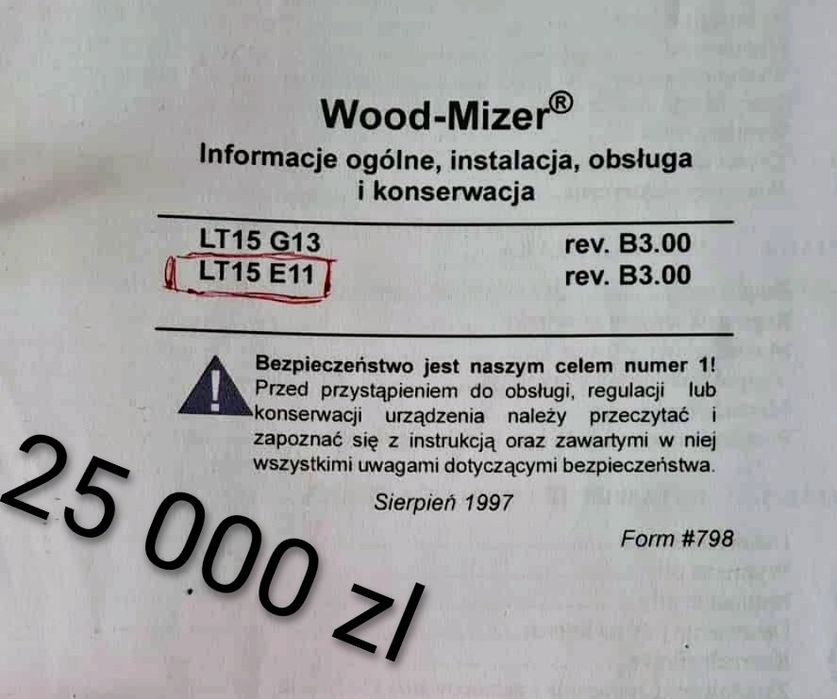 Wood-Mizer®
Informacje ogólne, instalacja, obsługa
i konserwacja
LT15 G13 rev. B3.00
LT15 E11 rev. B3.00
Bezpieczeństwo jest naszym celem numer 1!
Przed przystąpieniem do obsługi, regulacji lub
konserwacji urządzenia należy przeczytać i
zapoznać się z instrukcją oraz zawartymi w niej
wszystkimi uwagami dotyczącymi bezpieczeństwa.
Sierpień 1997
Form #798
25 000 zl